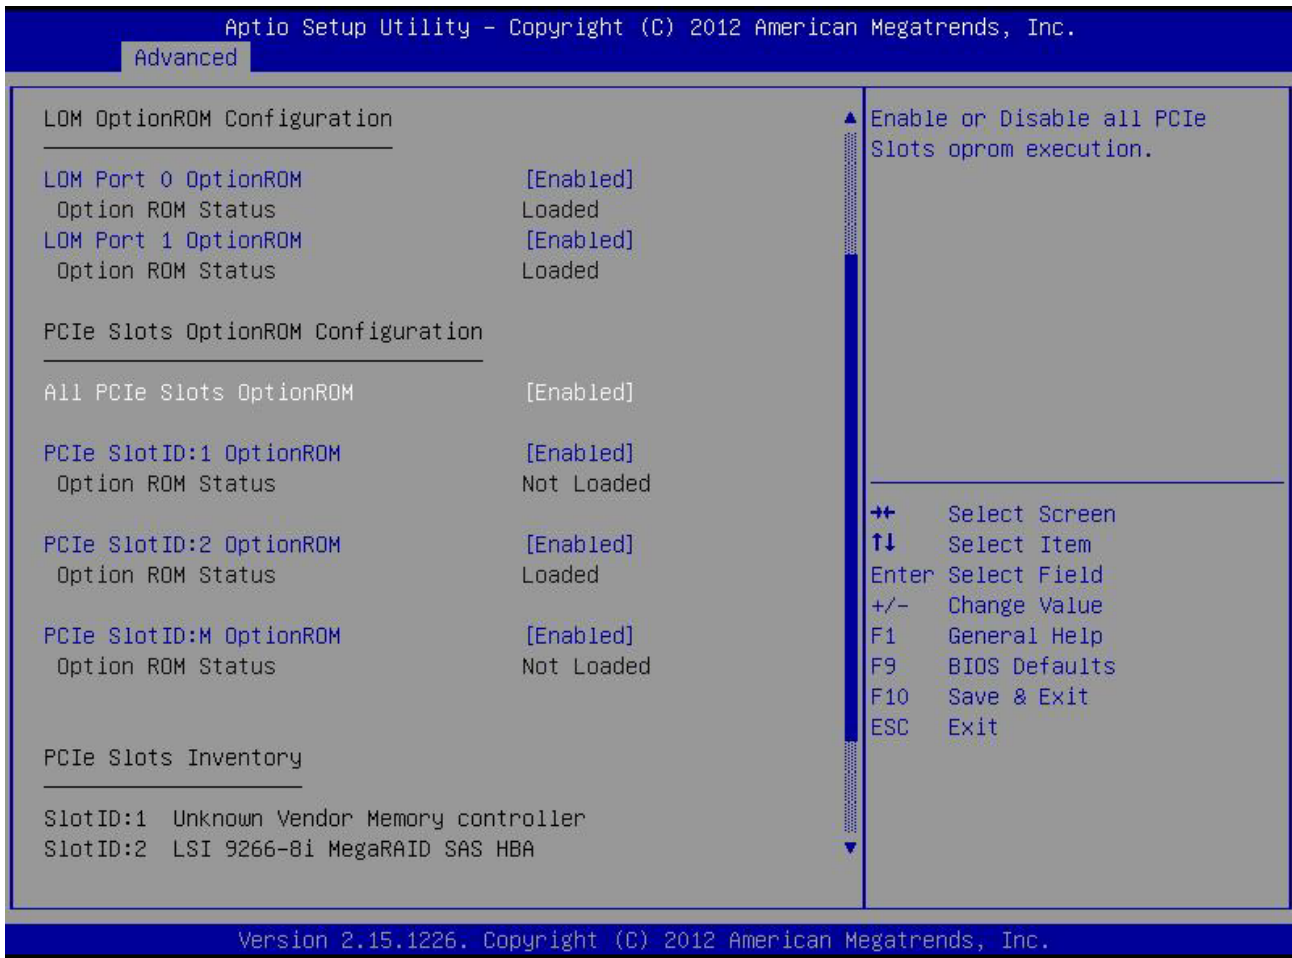 Aptio Setup Utility – Copyright (C) 2012 American Megatrends, Inc.
Advanced
LOM OptionROM Configuration
LOM Port 0 OptionROM [Enabled]
Option ROM Status Loaded
LOM Port 1 OptionROM [Enabled]
Option ROM Status Loaded
PCIe Slots OptionROM Configuration
All PCIe Slots OptionROM [Enabled]
PCIe SlotID:1 OptionROM [Enabled]
Option ROM Status Not Loaded
PCIe SlotID:2 OptionROM [Enabled]
Option ROM Status Loaded
PCIe SlotID:M OptionROM [Enabled]
Option ROM Status Not Loaded
PCIe Slots Inventory
SlotID:1 Unknown Vendor Memory controller
SlotID:2 LSI 9266-8i MegaRAID SAS HBA
Enable or Disable all PCIe
Slots oprom execution.
→← Select Screen
↑↓ Select Item
Enter Select Field
+/- Change Value
F1 General Help
F9 BIOS Defaults
F10 Save & Exit
ESC Exit
Version 2.15.1226. Copyright (C) 2012 American Megatrends, Inc.